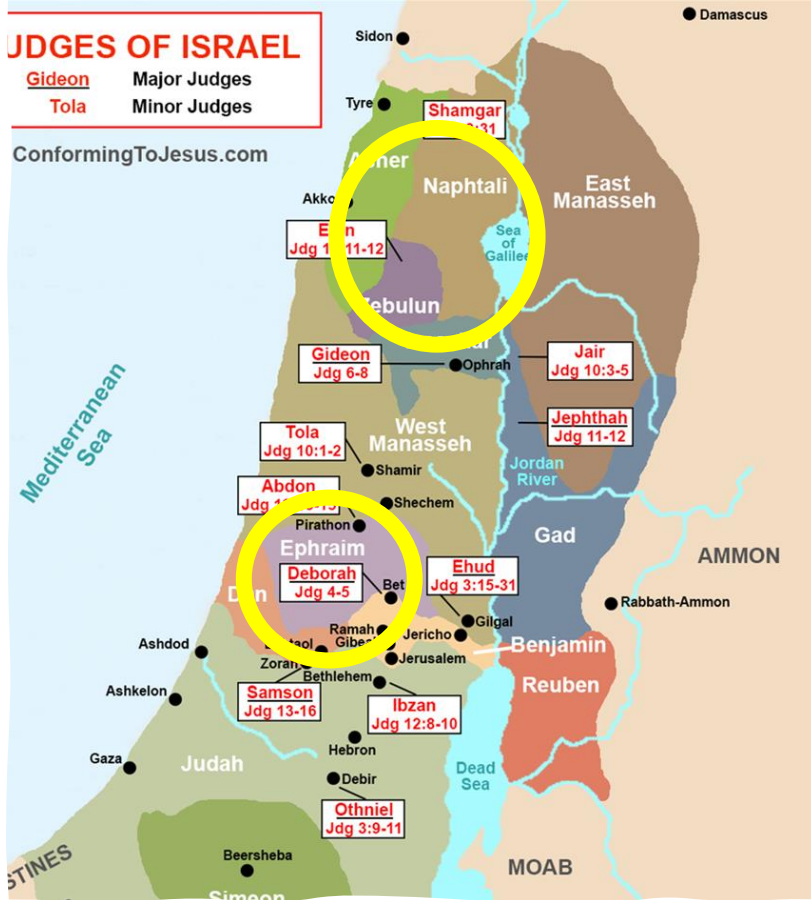 UDGES OF ISRAEL
Gideon Major Judges
Tola Minor Judges
ConformingToJesus.com
Damascus
Sidon
Tyre
Shamgar
Naphtali
East
Manasseh
Sea
of
Galilee
Jdg 11-12
Gideon
Jdg 6-8
Ophrah
Jair
Jdg 10:3-5
Jephthah
Jdg 11-12
Mediterranean
Sea
West
Manasseh
Tola
Jdg 10:1-2
Shamir
Jordan
River
Abdon
Shechem
Pirathon
Ephraim
Gad
AMMON
Deborah
Jdg 4-5
Bet
Ehud
Jdg 3:15-31
Rabbath-Ammon
Gilgal
Ramah
Jericho
Benjamin
Ashdod
Jerusalem
Bethlehem
Reuben
Samson
Jdg 13-16
Ibzan
Jdg 12:8-10
Ashkelon
Hebron
Gaza
Judah
Debir
Dead
Sea
Othniel
Jdg 3:9-11
Beersheba
MOAB
STINES
Simeon